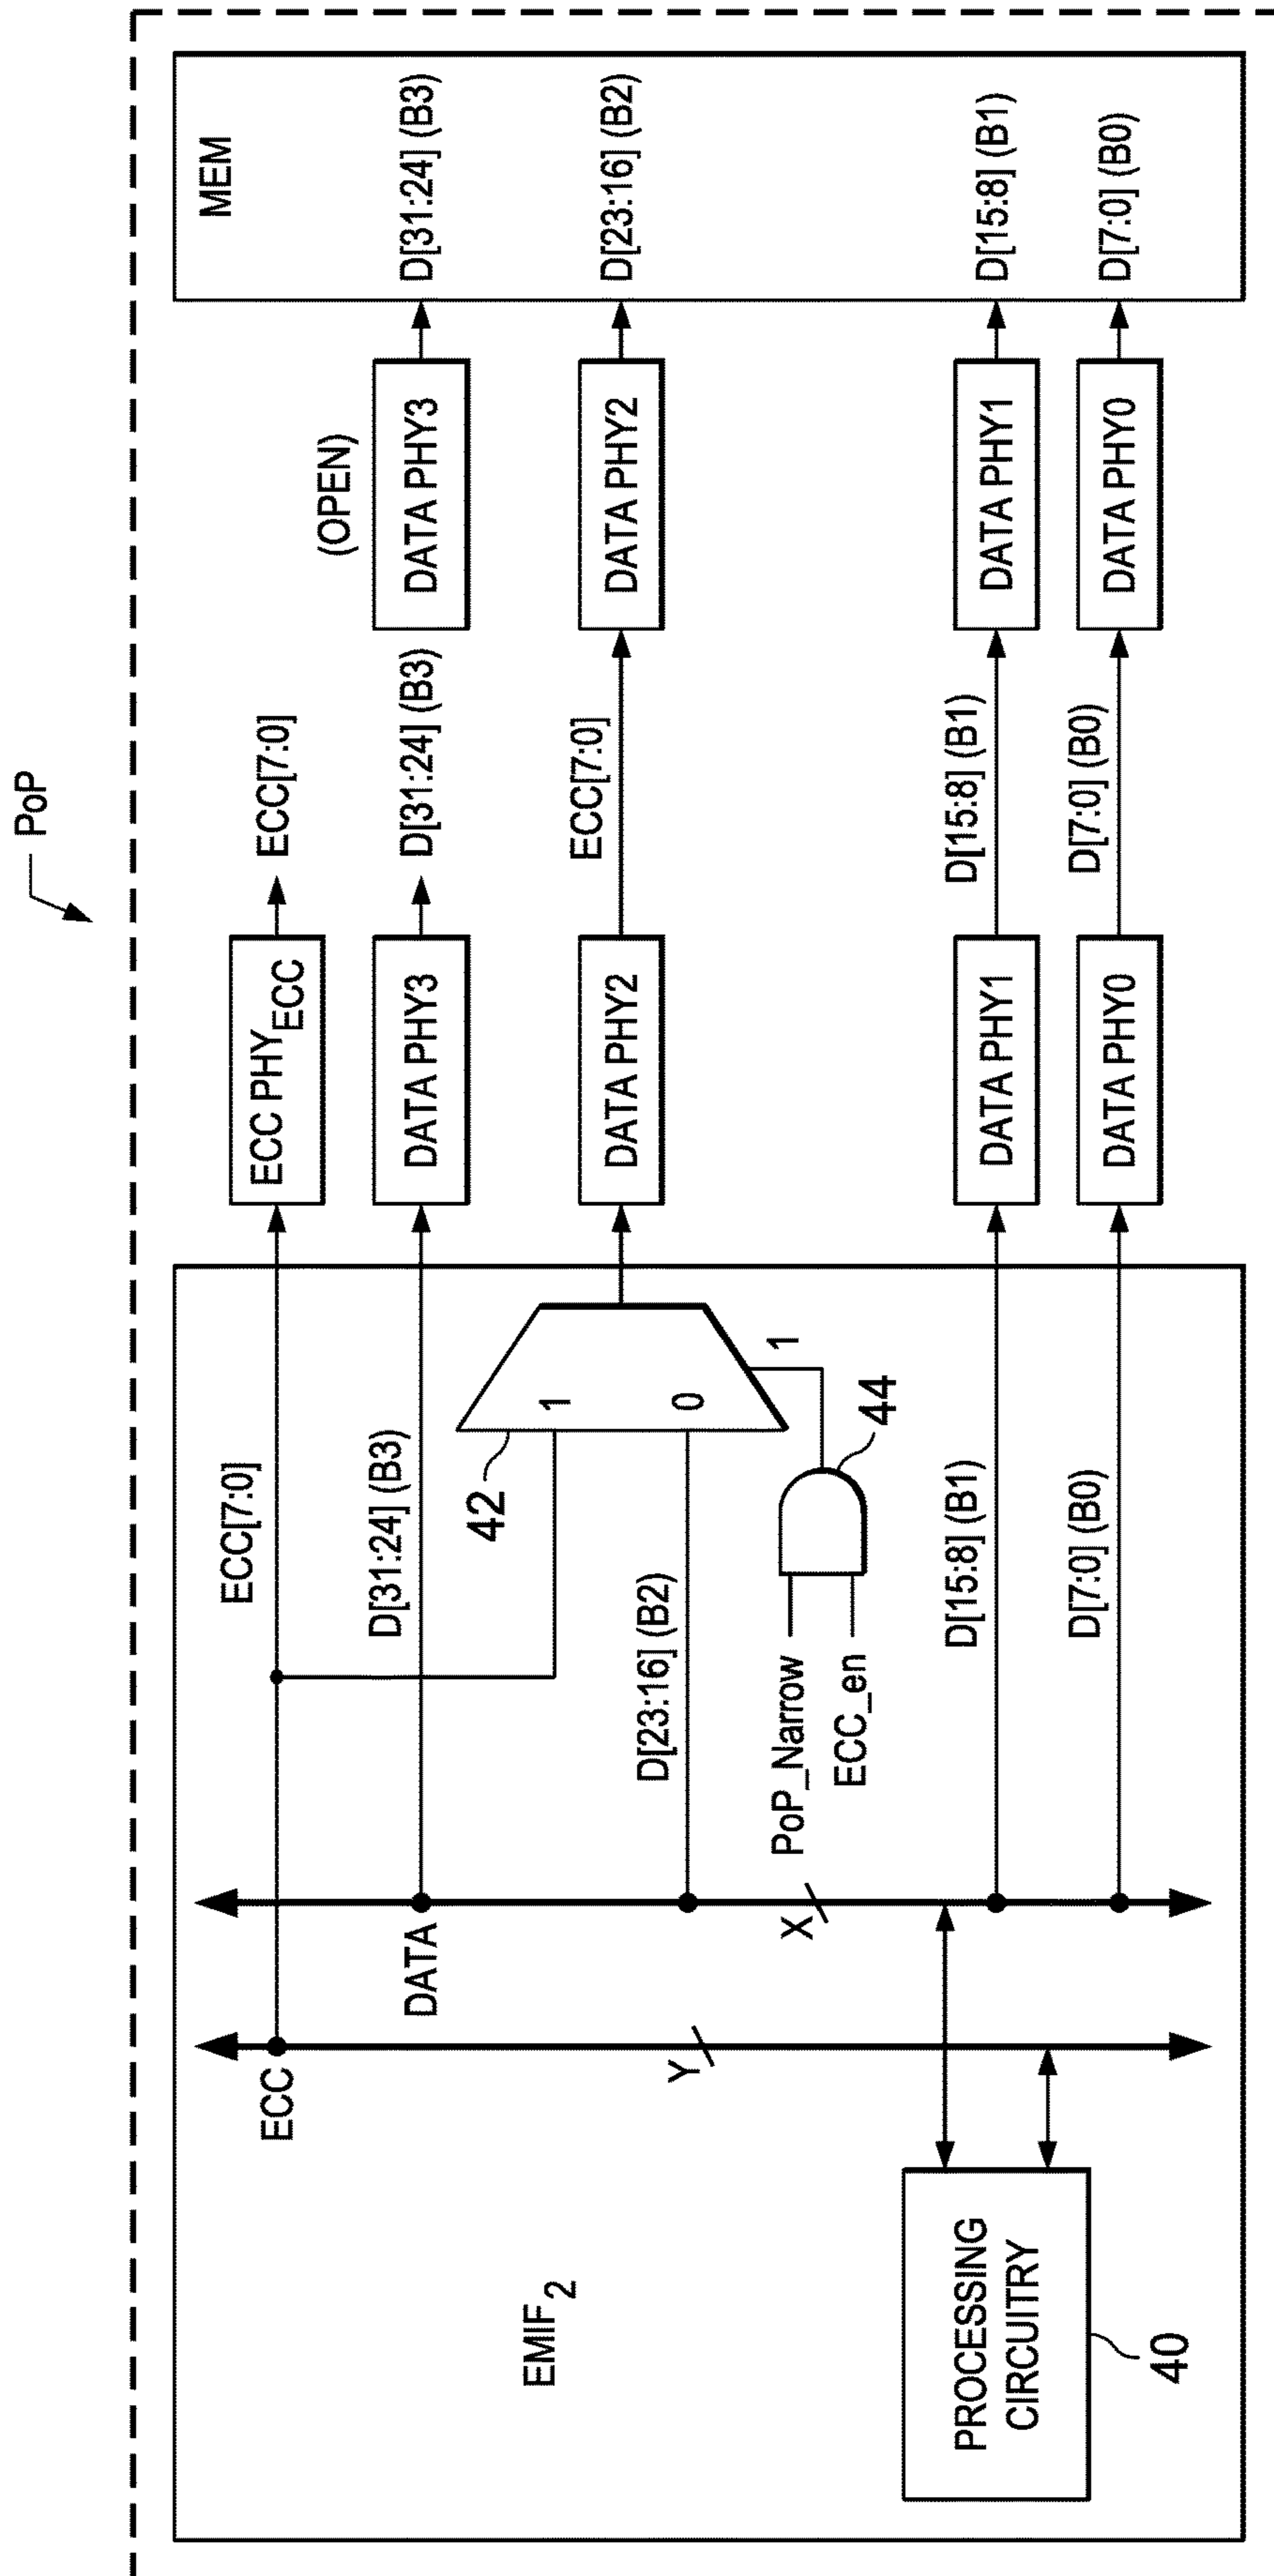 PoP
MEM
ECC
ECC[7:0]
ECC PHY_ECC
ECC[7:0]
(OPEN)
DATA
D[31:24] (B3)
DATA PHY3
D[31:24] (B3)
DATA PHY3
D[31:24] (B3)
EMIF2
42
1
0
D[23:16] (B2)
DATA PHY2
ECC[7:0]
DATA PHY2
D[23:16] (B2)
Y
X
PoP_Narrow
ECC_en
1
44
D[15:8] (B1)
DATA PHY1
D[15:8] (B1)
DATA PHY1
D[15:8] (B1)
PROCESSING
CIRCUITRY
40
D[7:0] (B0)
DATA PHY0
D[7:0] (B0)
DATA PHY0
D[7:0] (B0)